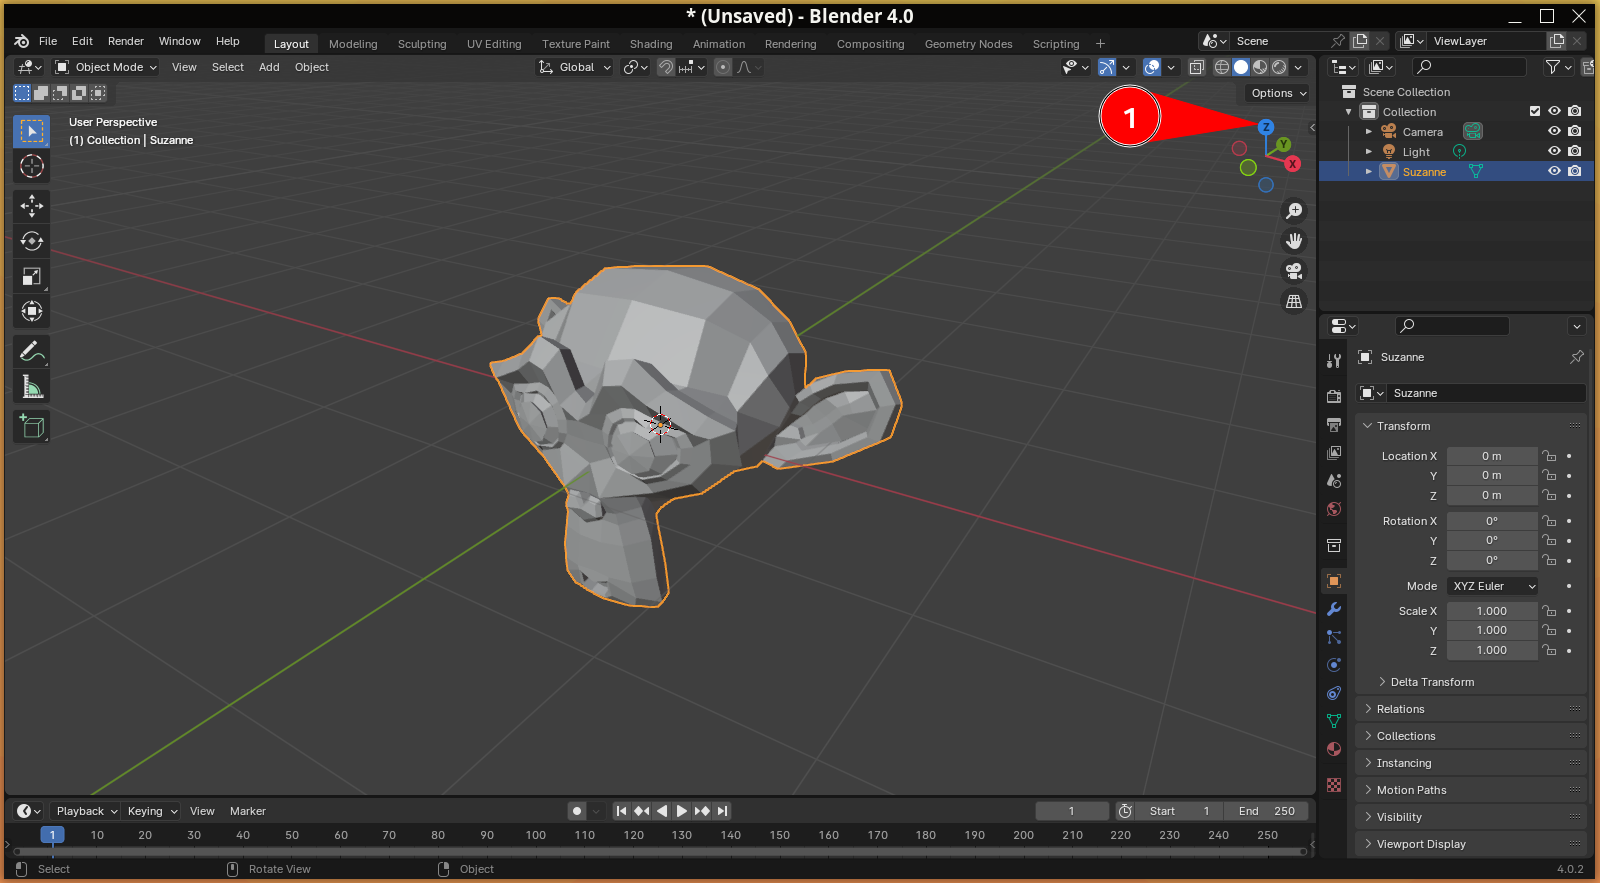 * (Unsaved) - Blender 4.0
File Edit Render Window Help Layout Modeling Sculpting UV Editing Texture Paint Shading Animation Rendering Compositing Geometry Nodes Scripting + Scene ViewLayer
Object Mode View Select Add Object Global
Options
User Perspective
(1) Collection | Suzanne
1
Z
Y
X
Scene Collection
Collection
Camera
Light
Suzanne
Suzanne
Suzanne
Transform
Location X 0 m
Y 0 m
Z 0 m
Rotation X 0°
Y 0°
Z 0°
Mode XYZ Euler
Scale X 1.000
Y 1.000
Z 1.000
Delta Transform
Relations
Collections
Instancing
Motion Paths
Visibility
Viewport Display
Playback Keying View Marker 1 Start 1 End 250
1 10 20 30 40 50 60 70 80 90 100 110 120 130 140 150 160 170 180 190 200 210 220 230 240 250
Select Rotate View Object 4.0.2